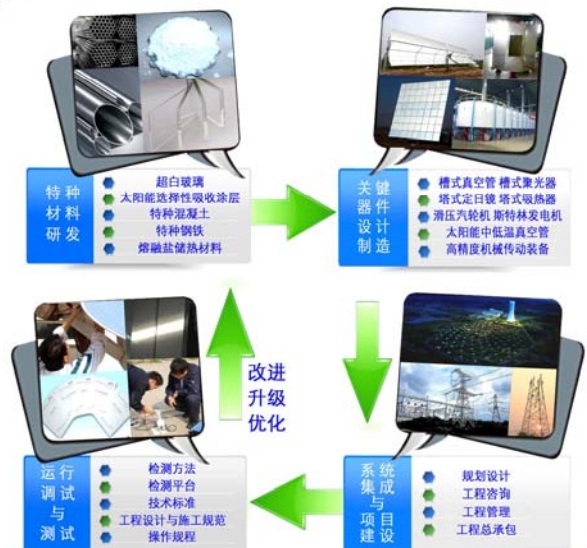 特种
材料
研发
超白玻璃
太阳能选择性吸收涂层
特种混凝土
特种钢铁
熔融盐储热材料
关键
器件
设计
制造
槽式真空管 槽式聚光器
塔式定日镜 塔式吸热器
滑压汽轮机 斯特林发电机
太阳能中低温真空管
高精度机械传动装备
改进
升级
优化
运行
调试
与
测试
检测方法
检测平台
技术标准
工程设计与施工规范
操作规程
系统
集成
与
项目
建设
规划设计
工程咨询
工程管理
工程总承包